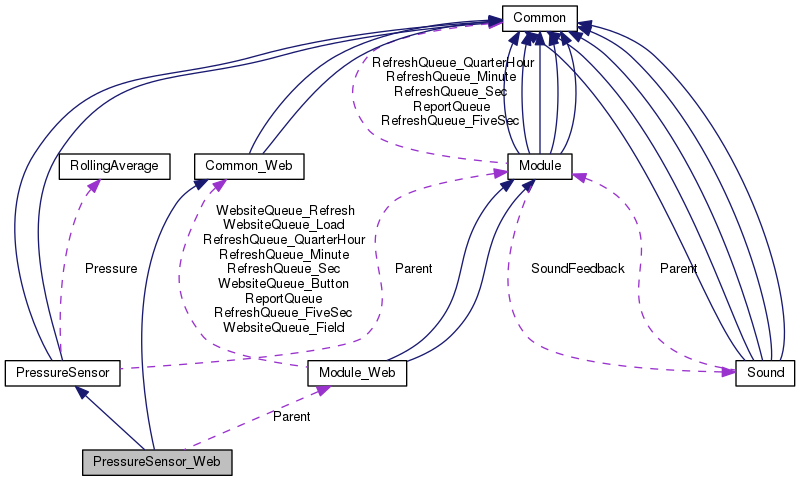 Common
RefreshQueue_QuarterHour
RefreshQueue_Minute
RefreshQueue_Sec
ReportQueue
RefreshQueue_FiveSec
RollingAverage
Common_Web
Module
WebsiteQueue_Refresh
WebsiteQueue_Load
RefreshQueue_QuarterHour
RefreshQueue_Minute
RefreshQueue_Sec
WebsiteQueue_Button
ReportQueue
RefreshQueue_FiveSec
WebsiteQueue_Field
Pressure
Parent
SoundFeedback
Parent
PressureSensor
Module_Web
Sound
Parent
PressureSensor_Web